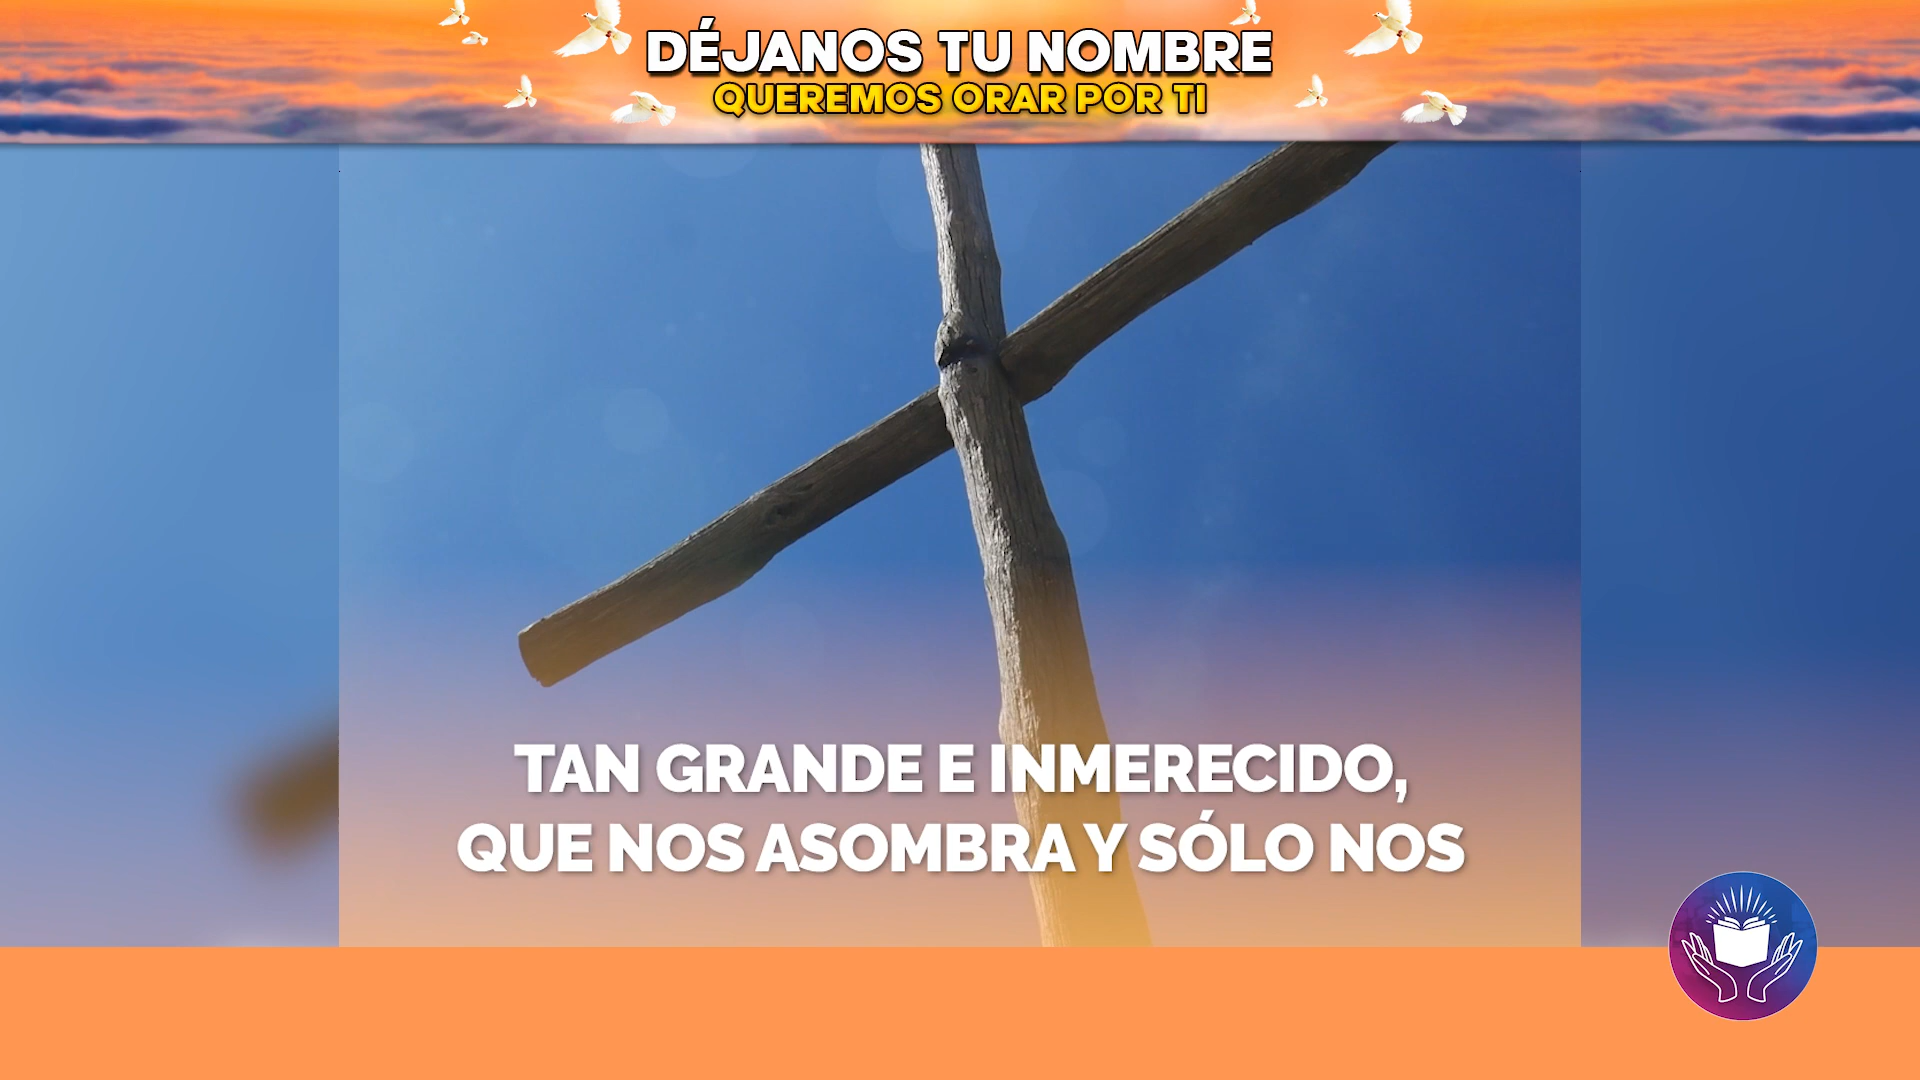 DÉJANOS TU NOMBRE
QUEREMOS ORAR POR TI
TAN GRANDE E INMERECIDO,
QUE NOS ASOMBRA Y SÓLO NOS